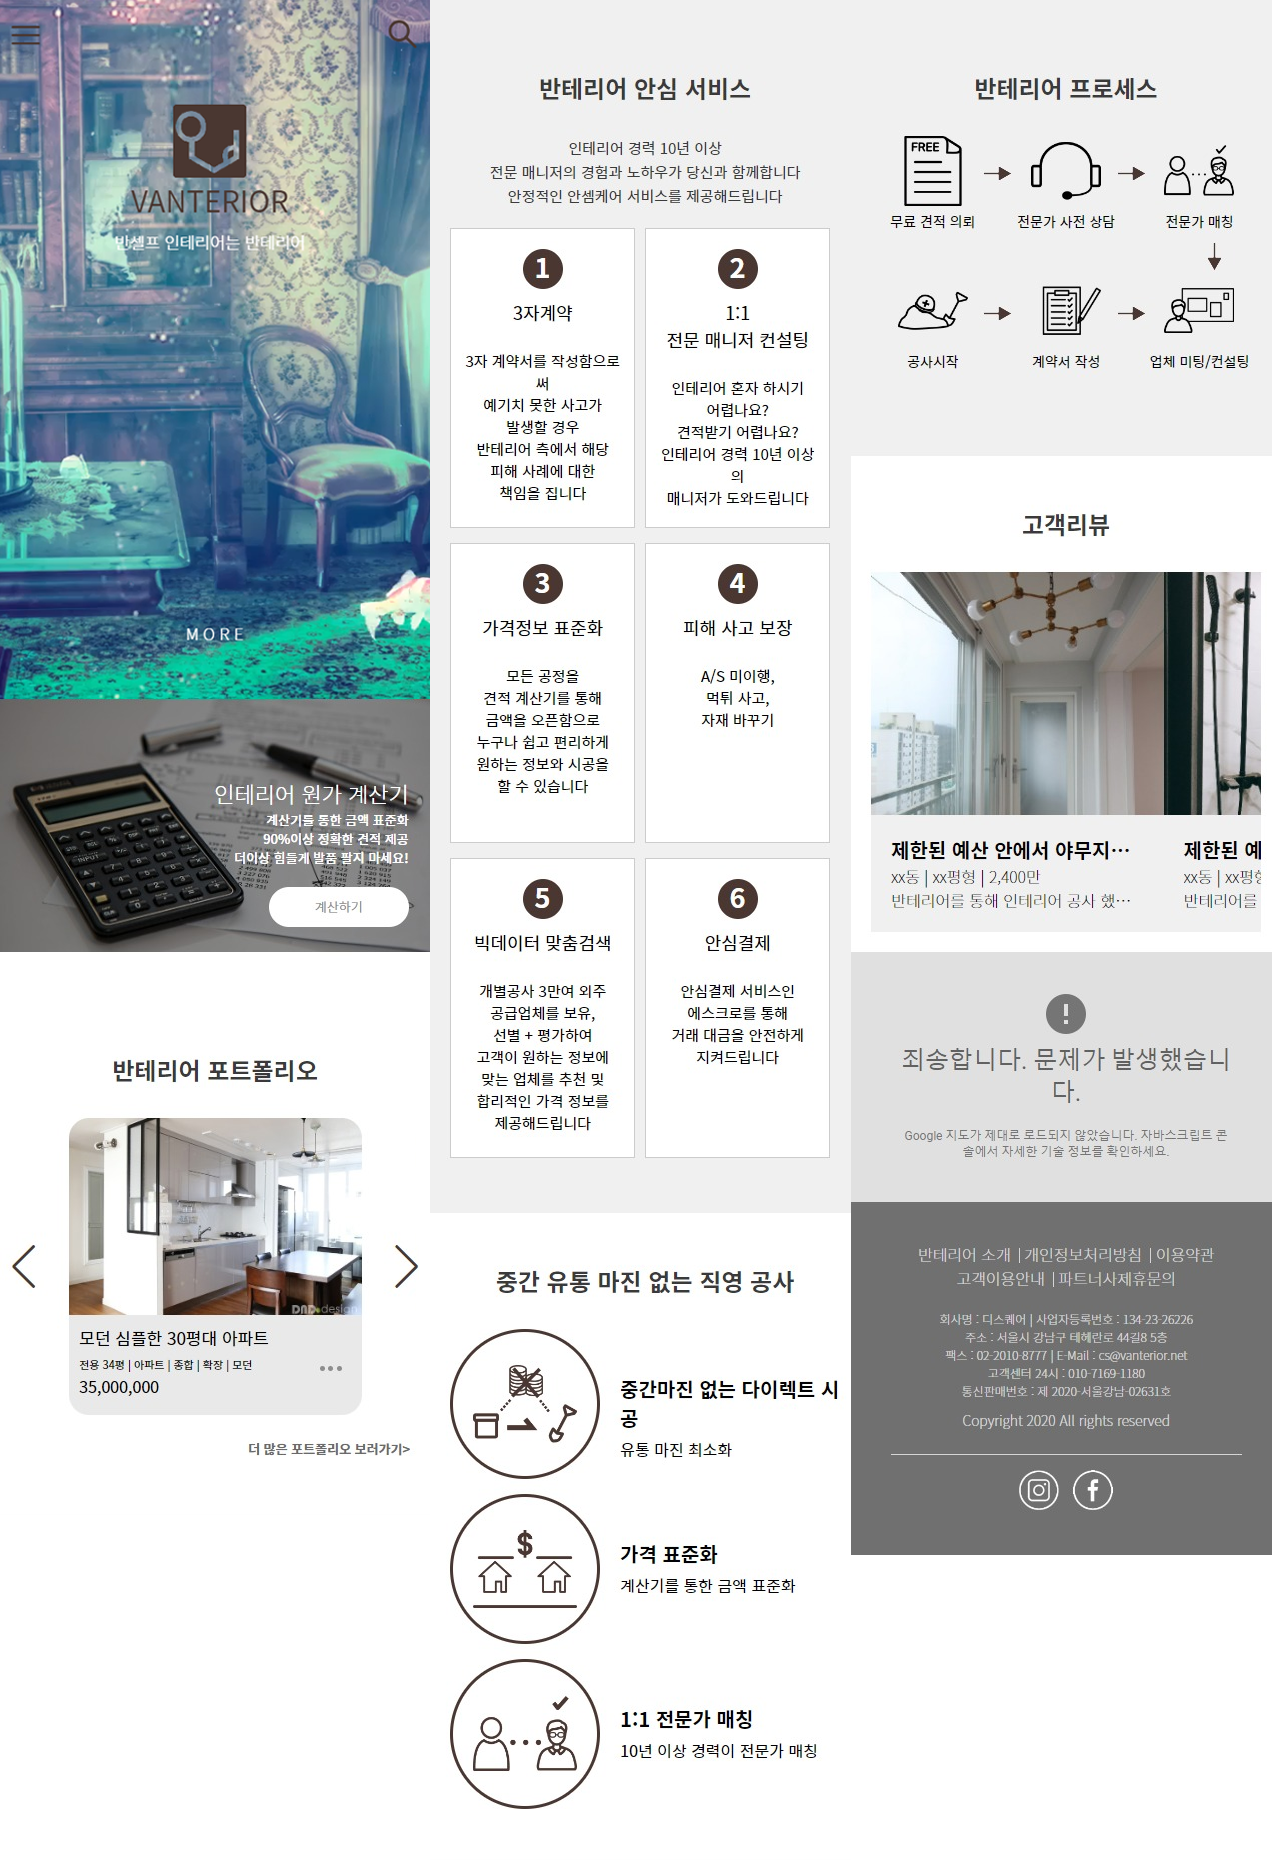 VANTERIOR
반셀프 인테리어는 반테리어
MORE
인테리어 원가 계산기
계산기를 통한 금액 표준화
90%이상 정확한 견적 제공
더이상 힘들게 발품 팔지 마세요!
계산하기
반테리어 포트폴리오
DND design
모던 심플한 30평대 아파트
전용 34평 | 아파트 | 종합 | 확장 | 모던
35,000,000
더 많은 포트폴리오 보러가기>
반테리어 안심 서비스
인테리어 경력 10년 이상
전문 매니저의 경험과 노하우가 당신과 함께합니다
안정적인 안셈케어 서비스를 제공해드립니다
1
3자계약
3자 계약서를 작성함으로
써
예기치 못한 사고가
발생할 경우
반테리어 측에서 해당
피해 사례에 대한
책임을 집니다
2
1:1
전문 매니저 컨설팅
인테리어 혼자 하시기
어렵나요?
견적받기 어렵나요?
인테리어 경력 10년 이상
의
매니저가 도와드립니다
3
가격정보 표준화
모든 공정을
견적 계산기를 통해
금액을 오픈함으로
누구나 쉽고 편리하게
원하는 정보와 시공을
할 수 있습니다
4
피해 사고 보장
A/S 미이행,
먹튀 사고,
자재 바꾸기
5
빅데이터 맞춤검색
개별공사 3만여 외주
공급업체를 보유,
선별 + 평가하여
고객이 원하는 정보에
맞는 업체를 추천 및
합리적인 가격 정보를
제공해드립니다
6
안심결제
안심결제 서비스인
에스크로를 통해
거래 대금을 안전하게
지켜드립니다
중간 유통 마진 없는 직영 공사
중간마진 없는 다이렉트 시
공
유통 마진 최소화
$
가격 표준화
계산기를 통한 금액 표준화
1:1 전문가 매칭
10년 이상 경력이 전문가 매칭
반테리어 프로세스
FREE
무료 견적 의뢰
전문가 사전 상담
전문가 매칭
공사시작
계약서 작성
업체 미팅/컨설팅
고객리뷰
제한된 예산 안에서 야무지…
xx동 | xx평형 | 2,400만
반테리어를 통해 인테리어 공사 했…
제한된 예
xx동 | xx평형
반테리어를
죄송합니다. 문제가 발생했습니
다.
Google 지도가 제대로 로드되지 않았습니다. 자바스크립트 콘
솔에서 자세한 기술 정보를 확인하세요.
반테리어 소개 | 개인정보처리방침 | 이용약관
고객이용안내 | 파트너사제휴문의
회사명 : 디스퀘어 | 사업자등록번호 : 134-23-26226
주소 : 서울시 강남구 테헤란로 44길8 5층
팩스 : 02-2010-8777 | E-Mail : cs@vanterior.net
고객센터 24시 : 010-7169-1180
통신판매번호 : 제 2020-서울강남-02631호
Copyright 2020 All rights reserved